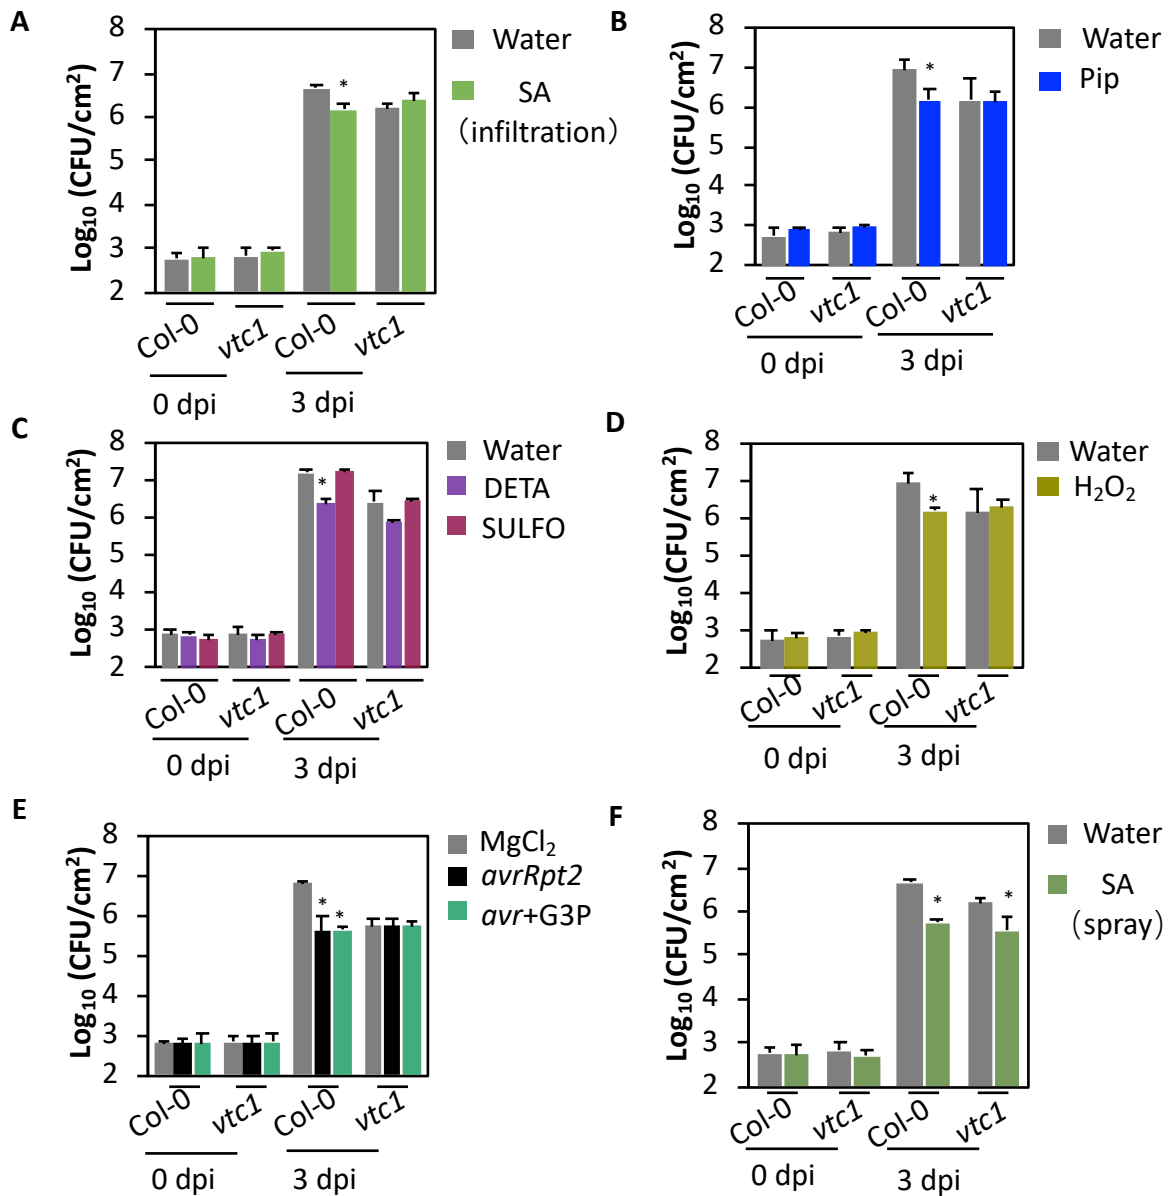 A
Log₁₀ (CFU/cm²)
8
7
6
5
4
3
2
*
Water
SA
（infiltration）
Col-0
vtc1
Col-0
vtc1
0 dpi
3 dpi
B
Log₁₀ (CFU/cm²)
8
7
6
5
4
3
2
*
Water
Pip
Col-0
vtc1
Col-0
vtc1
0 dpi
3 dpi
C
Log₁₀ (CFU/cm²)
8
7
6
5
4
3
2
*
Water
DETA
SULFO
Col-0
vtc1
Col-0
vtc1
0 dpi
3 dpi
D
Log₁₀(CFU/cm²)
8
7
6
5
4
3
2
*
Water
H₂O₂
Col-0
vtc1
Col-0
vtc1
0 dpi
3 dpi
E
Log₁₀ (CFU/cm²)
8
7
6
5
4
3
2
* *
MgCl₂
avrRpt2
avr+G3P
Col-0
vtc1
Col-0
vtc1
0 dpi
3 dpi
F
Log₁₀ (CFU/cm²)
8
7
6
5
4
3
2
* *
Water
SA
（spray）
Col-0
vtc1
Col-0
vtc1
0 dpi
3 dpi